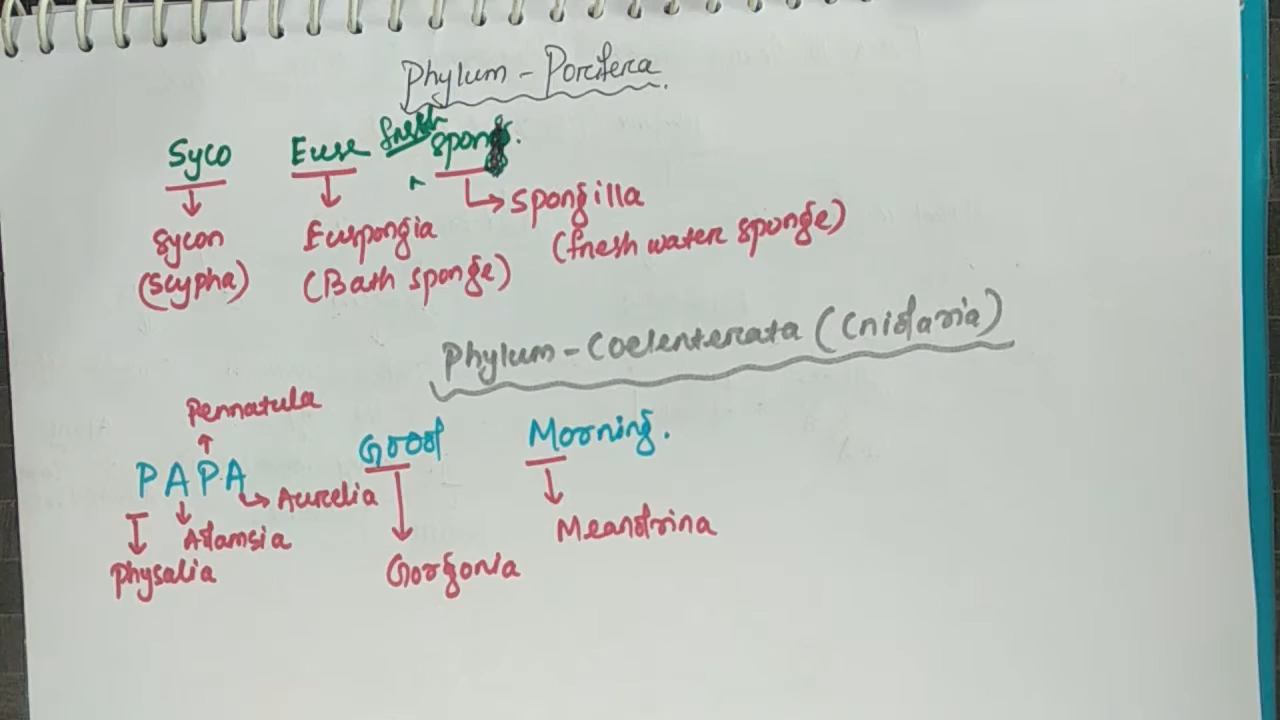 Phylum - Porifera
Syco Euse fresh spong.
Sycon Euspongia Spongilla
(Scypha) (Bath sponge) (fresh water sponge)
Phylum - Coelenterata (Cnidaria)
Pennatula
PAPA Good Morning.
Aurelia
Physalia Adamsia Gorgonia Meandrina